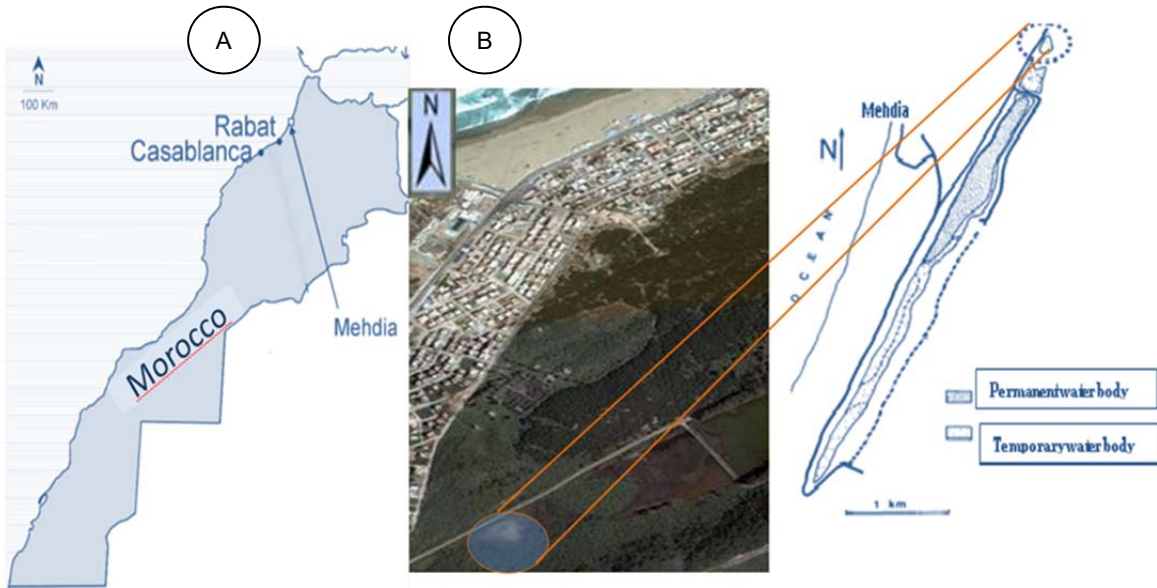 A
B
N
100 Km
Rabat
Casablanca
Mehdia
Morocco
N
Mehdia
N
OCEAN
Permanentwaterbody
Temporarywaterbody
1 km